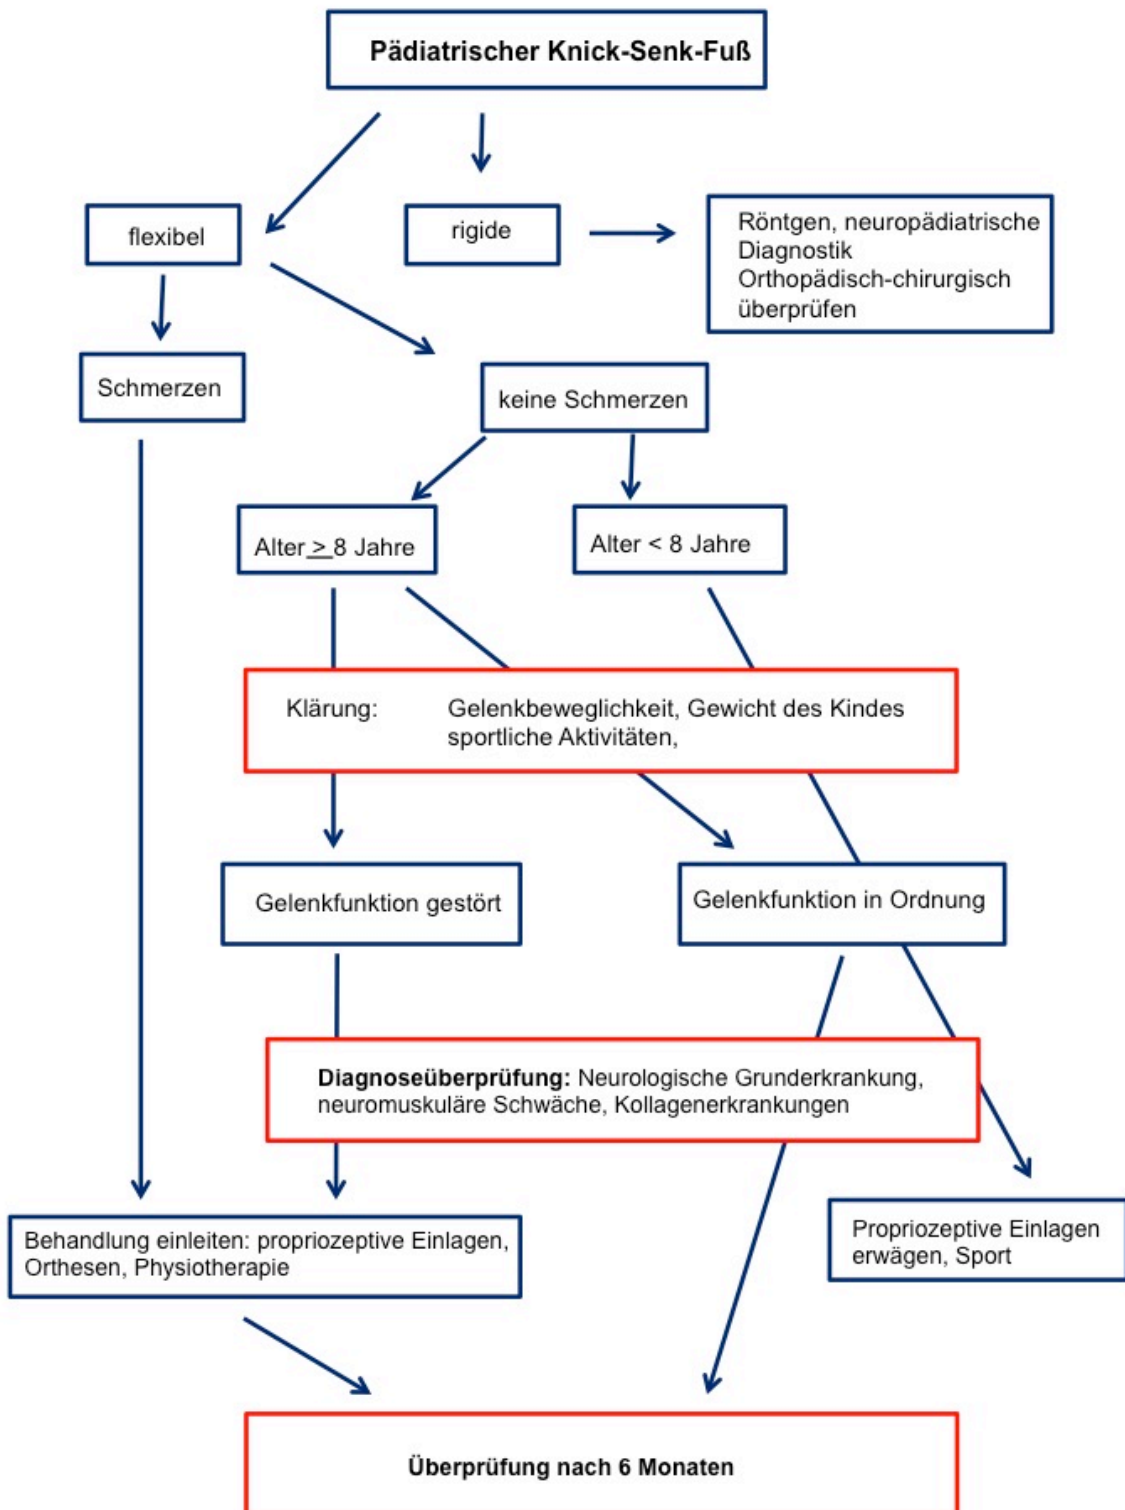 Pädiatrischer Knick-Senk-Fuß
flexibel
rigide
Röntgen, neuropädiatrische
Diagnostik
Orthopädisch-chirurgisch
überprüfen
Schmerzen
keine Schmerzen
Alter ≥ 8 Jahre
Alter < 8 Jahre
Klärung: Gelenkbeweglichkeit, Gewicht des Kindes
sportliche Aktivitäten,
Gelenkfunktion gestört
Gelenkfunktion in Ordnung
Diagnoseüberprüfung: Neurologische Grunderkrankung,
neuromuskuläre Schwäche, Kollagenerkrankungen
Behandlung einleiten: propriozeptive Einlagen,
Orthesen, Physiotherapie
Propriozeptive Einlagen
erwägen, Sport
Überprüfung nach 6 Monaten